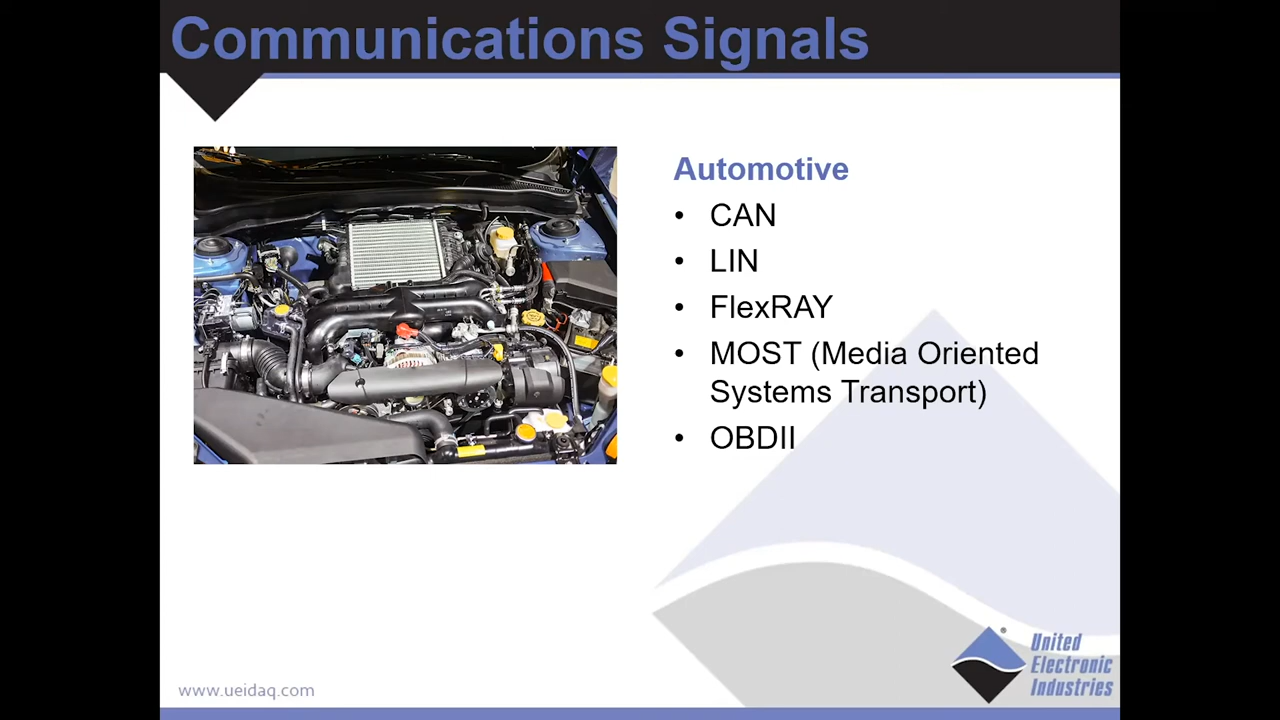 Communications Signals
Automotive
• CAN
• LIN
• FlexRAY
• MOST (Media Oriented
Systems Transport)
• OBDII
www.ueidaq.com
United
Electronic
Industries
®